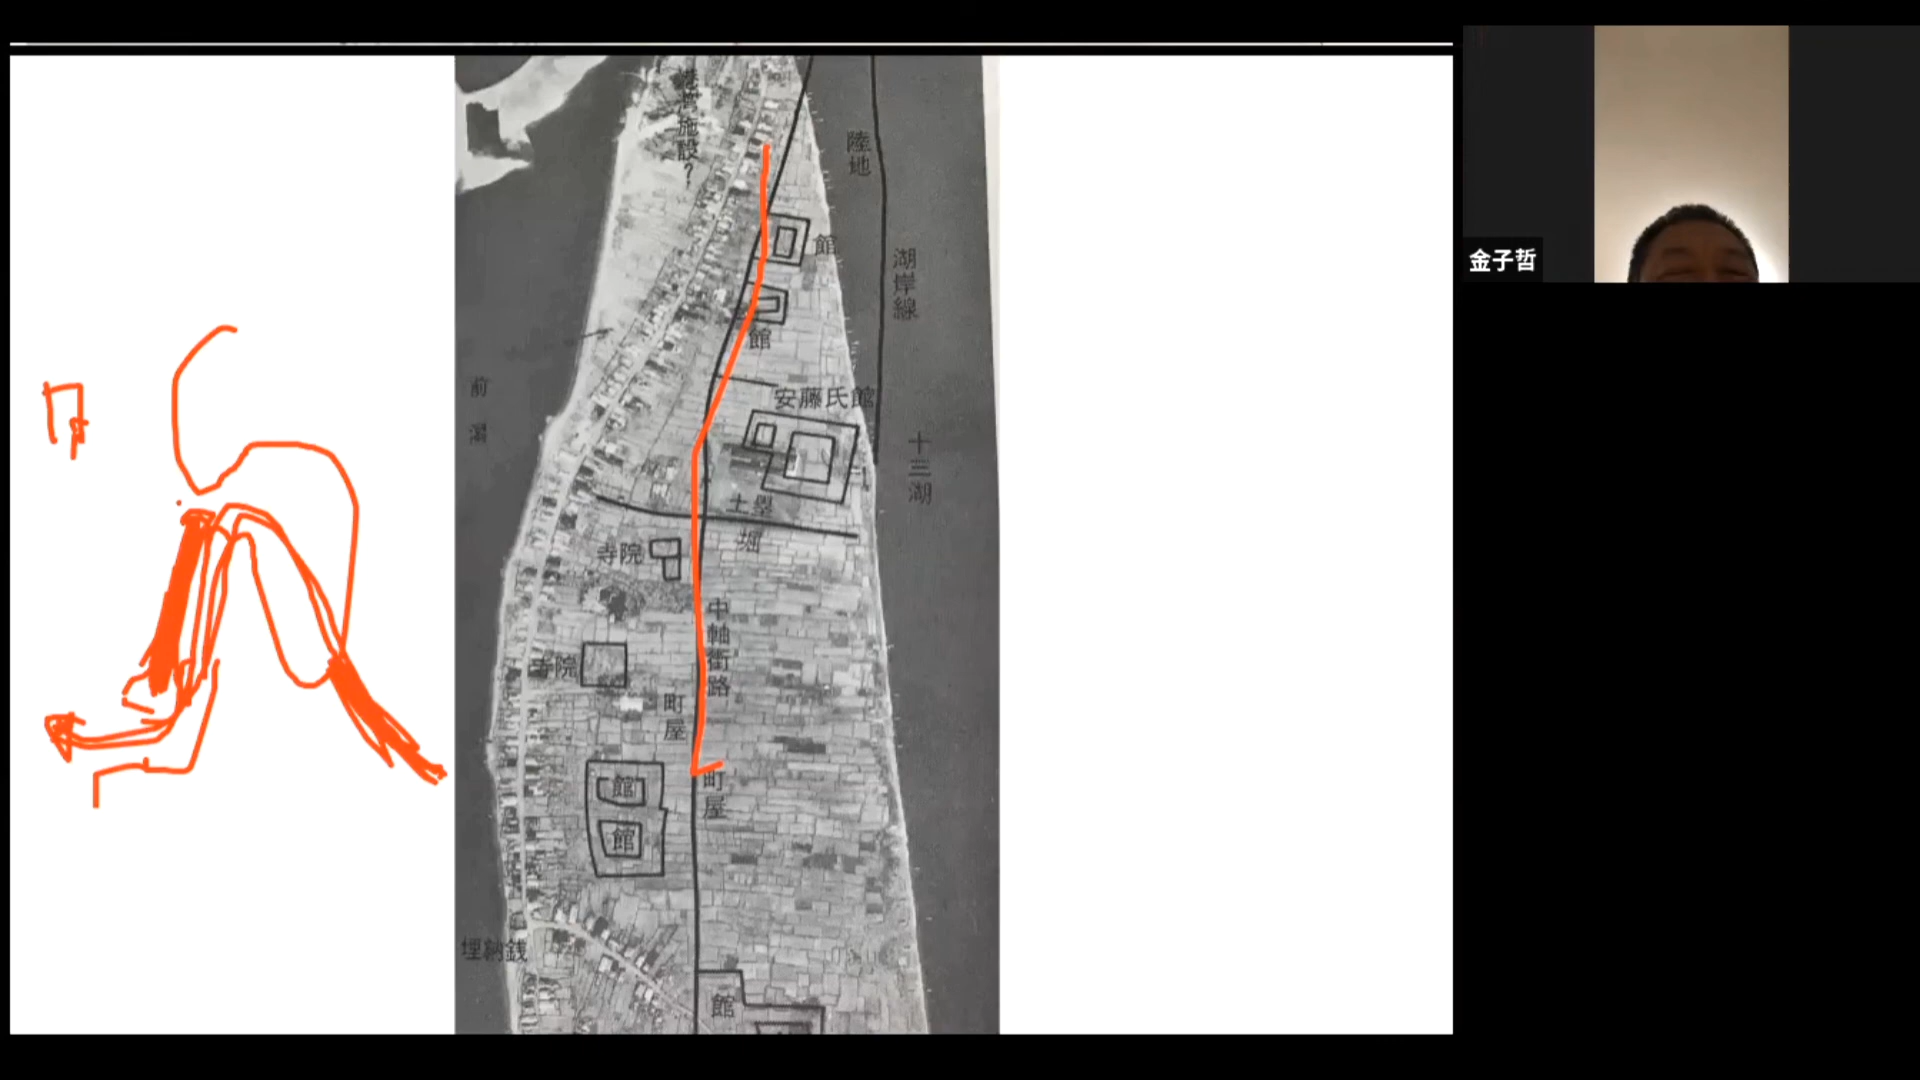 港湾施設?
陸地
館
湖岸線
館
前潟
安藤氏館
十三湖
土塁
堀
寺院
中軸街路
寺院
町屋
町屋
館
館
埋納銭
館
金子哲